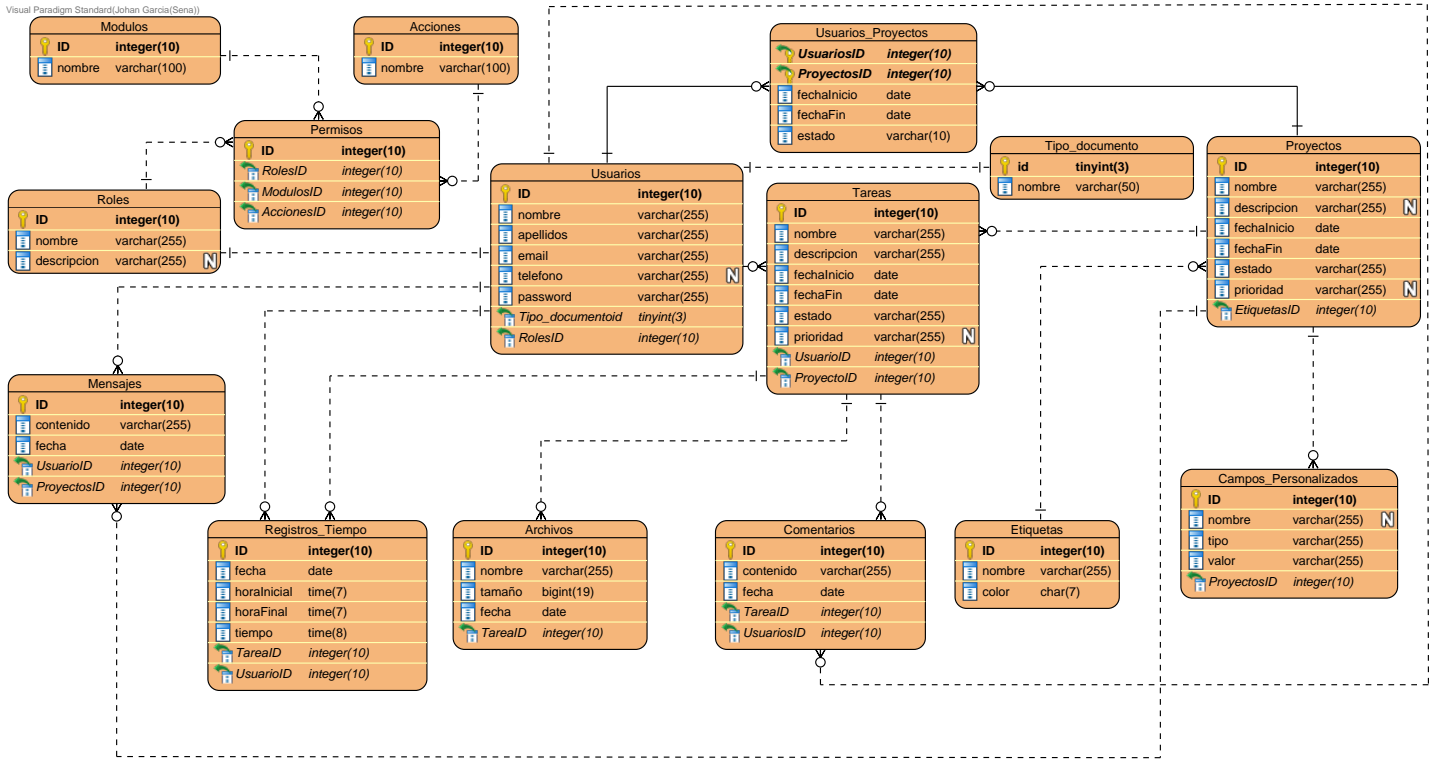 Visual Paradigm Standard(Johan Garcia(Sena))
Modulos
ID integer(10)
nombre varchar(100)
Acciones
ID integer(10)
nombre varchar(100)
Usuarios_Proyectos
UsuariosID integer(10)
ProyectosID integer(10)
fechaInicio date
fechaFin date
estado varchar(10)
Permisos
ID integer(10)
RolesID integer(10)
ModulosID integer(10)
AccionesID integer(10)
Tipo_documento
id tinyint(3)
nombre varchar(50)
Proyectos
ID integer(10)
nombre varchar(255)
descripcion varchar(255) N
fechaInicio date
fechaFin date
estado varchar(255)
prioridad varchar(255) N
EtiquetasID integer(10)
Roles
ID integer(10)
nombre varchar(255)
descripcion varchar(255) N
Usuarios
ID integer(10)
nombre varchar(255)
apellidos varchar(255)
email varchar(255)
telefono varchar(255) N
password varchar(255)
Tipo_documentoid tinyint(3)
RolesID integer(10)
Tareas
ID integer(10)
nombre varchar(255)
descripcion varchar(255)
fechaInicio date
fechaFin date
estado varchar(255)
prioridad varchar(255) N
UsuarioID integer(10)
ProyectoID integer(10)
Mensajes
ID integer(10)
contenido varchar(255)
fecha date
UsuarioID integer(10)
ProyectosID integer(10)
Campos_Personalizados
ID integer(10)
nombre varchar(255) N
tipo varchar(255)
valor varchar(255)
ProyectosID integer(10)
Registros_Tiempo
ID integer(10)
fecha date
horaInicial time(7)
horaFinal time(7)
tiempo time(8)
TareaID integer(10)
UsuarioID integer(10)
Archivos
ID integer(10)
nombre varchar(255)
tamaño bigint(19)
fecha date
TareaID integer(10)
Comentarios
ID integer(10)
contenido varchar(255)
fecha date
TareaID integer(10)
UsuariosID integer(10)
Etiquetas
ID integer(10)
nombre varchar(255)
color char(7)